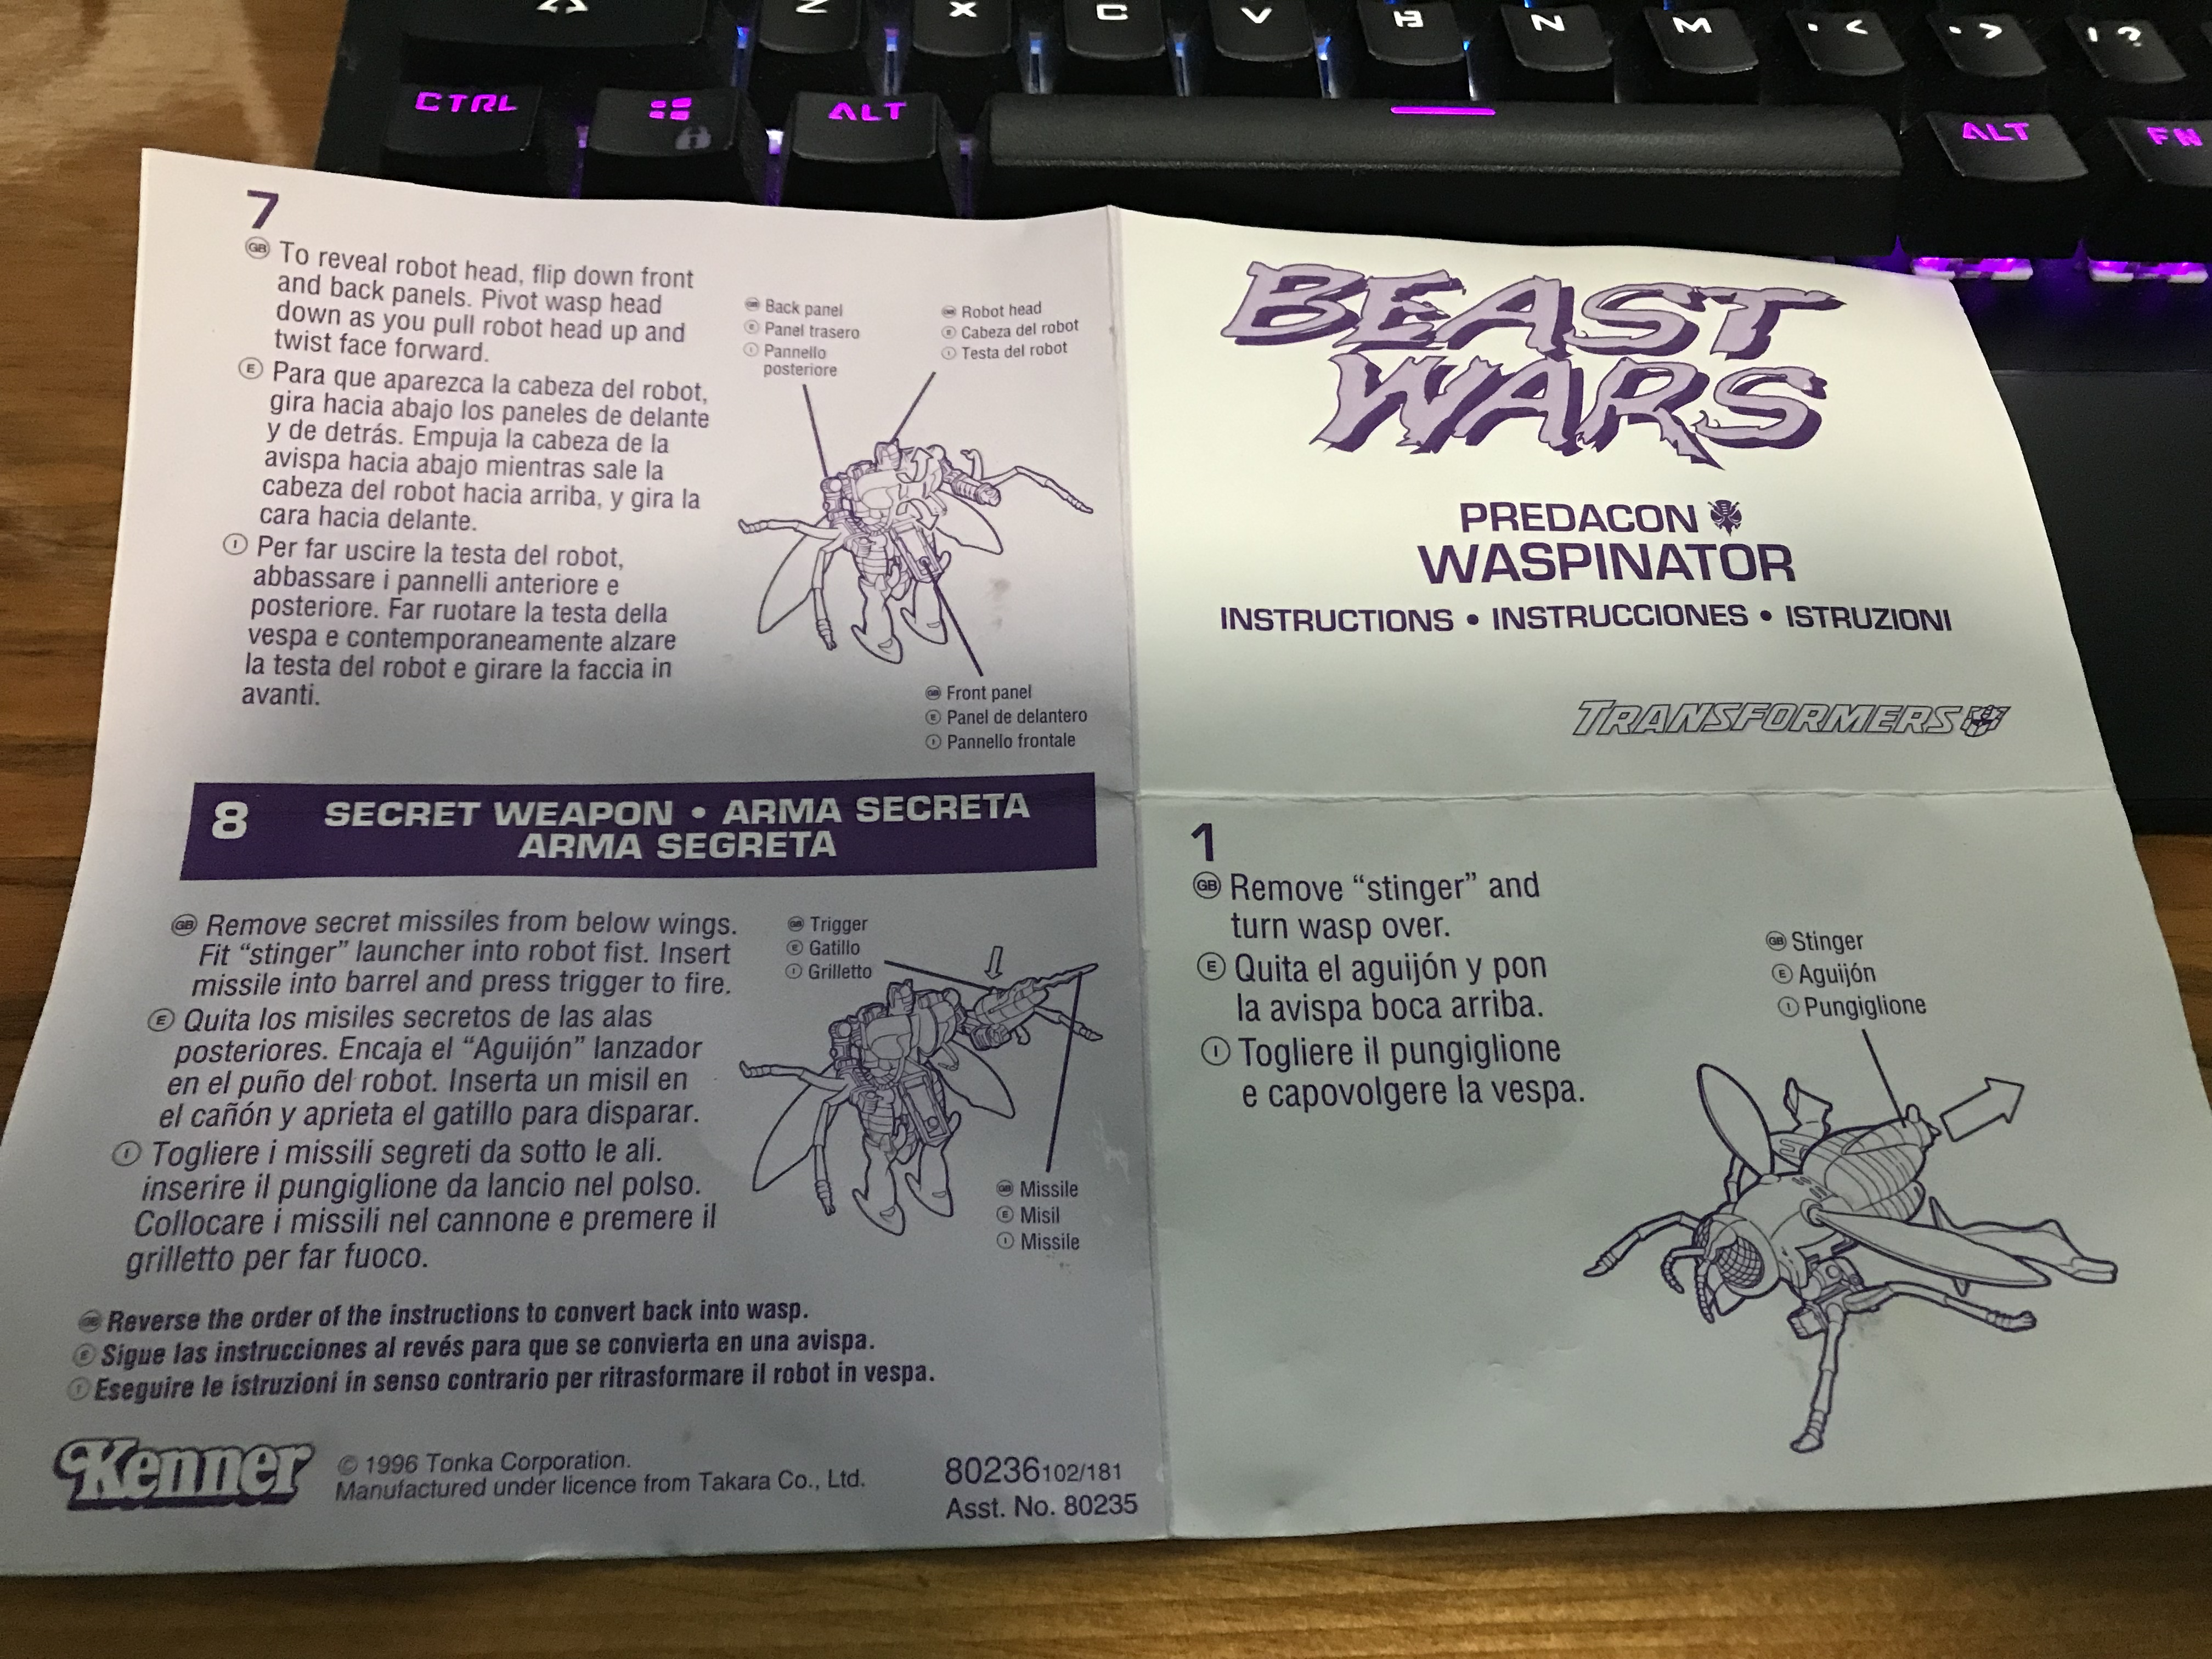 Z X C V B N M , < . > / ?
CTRL ALT ALT FN
7
GB To reveal robot head, flip down front
and back panels. Pivot wasp head
down as you pull robot head up and
twist face forward.
E Para que aparezca la cabeza del robot,
gira hacia abajo los paneles de delante
y de detrás. Empuja la cabeza de la
avispa hacia abajo mientras sale la
cabeza del robot hacia arriba, y gira la
cara hacia delante.
I Per far uscire la testa del robot,
abbassare i pannelli anteriore e
posteriore. Far ruotare la testa della
vespa e contemporaneamente alzare
la testa del robot e girare la faccia in
avanti.
GB Back panel
E Panel trasero
I Pannello
posteriore
GB Robot head
E Cabeza del robot
I Testa del robot
GB Front panel
E Panel de delantero
I Pannello frontale
8 SECRET WEAPON • ARMA SECRETA
ARMA SEGRETA
GB Remove secret missiles from below wings.
Fit “stinger” launcher into robot fist. Insert
missile into barrel and press trigger to fire.
E Quita los misiles secretos de las alas
posteriores. Encaja el “Aguijón” lanzador
en el puño del robot. Inserta un misil en
el cañón y aprieta el gatillo para disparar.
I Togliere i missili segreti da sotto le ali.
inserire il pungiglione da lancio nel polso.
Collocare i missili nel cannone e premere il
grilletto per far fuoco.
GB Trigger
E Gatillo
I Grilletto
GB Missile
E Misil
I Missile
GB Reverse the order of the instructions to convert back into wasp.
E Sigue las instrucciones al revés para que se convierta en una avispa.
I Eseguire le istruzioni in senso contrario per ritrasformare il robot in vespa.
Kenner
© 1996 Tonka Corporation.
Manufactured under licence from Takara Co., Ltd.
80236 102/181
Asst. No. 80235
BEAST
WARS
PREDACON
WASPINATOR
INSTRUCTIONS • INSTRUCCIONES • ISTRUZIONI
TRANSFORMERS
1
GB Remove “stinger” and
turn wasp over.
E Quita el aguijón y pon
la avispa boca arriba.
I Togliere il pungiglione
e capovolgere la vespa.
GB Stinger
E Aguijón
I Pungiglione